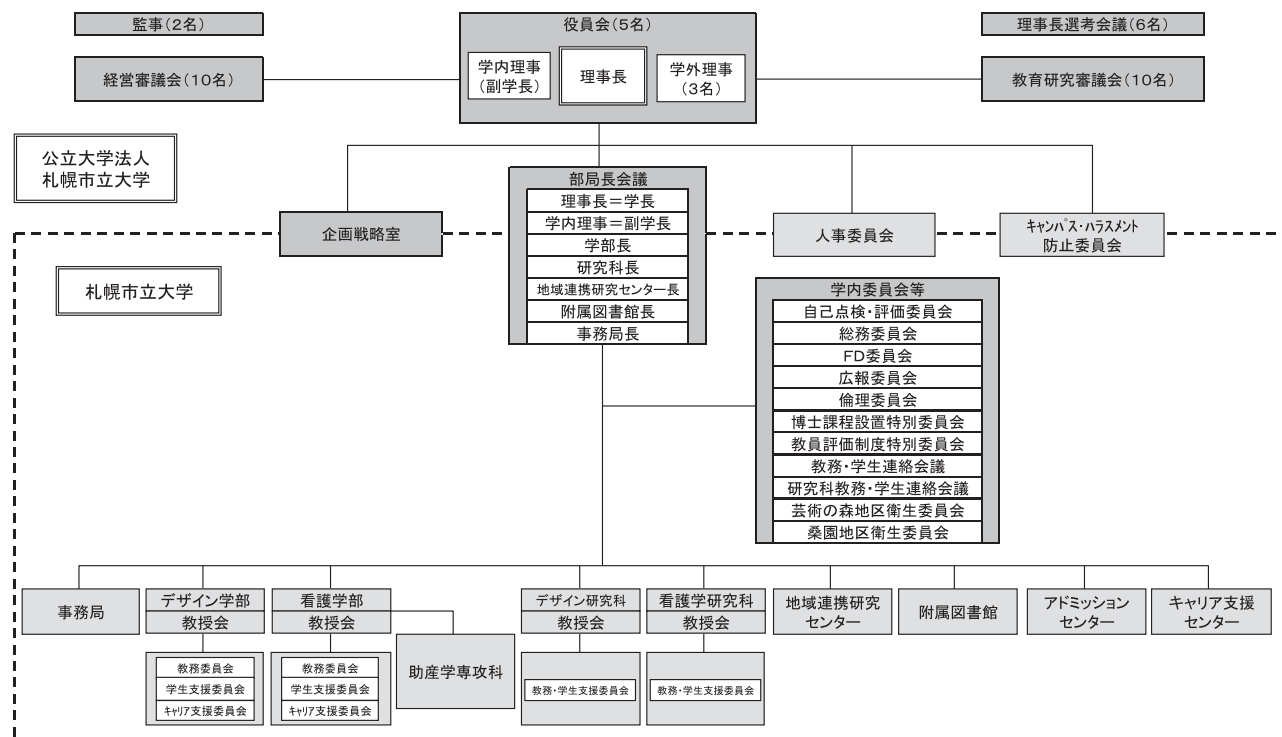 監事(2名)
役員会(5名)
理事長選考会議(6名)
経営審議会(10名)
学内理事
(副学長)
理事長
学外理事
(3名)
教育研究審議会(10名)
公立大学法人
札幌市立大学
部局長会議
理事長=学長
学内理事=副学長
学部長
研究科長
地域連携研究センター長
附属図書館長
事務局長
企画戦略室
人事委員会
キャンパス・ハラスメント
防止委員会
札幌市立大学
学内委員会等
自己点検・評価委員会
総務委員会
FD委員会
広報委員会
倫理委員会
博士課程設置特別委員会
教員評価制度特別委員会
教務・学生連絡会議
研究科教務・学生連絡会議
芸術の森地区衛生委員会
桑園地区衛生委員会
事務局
デザイン学部
教授会
教務委員会
学生支援委員会
キャリア支援委員会
看護学部
教授会
教務委員会
学生支援委員会
キャリア支援委員会
助産学専攻科
デザイン研究科
教授会
教務・学生支援委員会
看護学研究科
教授会
教務・学生支援委員会
地域連携研究
センター
附属図書館
アドミッション
センター
キャリア支援
センター